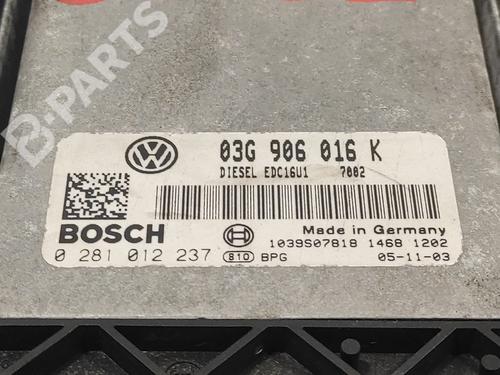 B-PARTS
03G 906 016 K
DIESEL EDC16U1 7002
BOSCH
Made in Germany
1039S07818 1468 1202
0 281 012 237 810 BPG 05-11-03